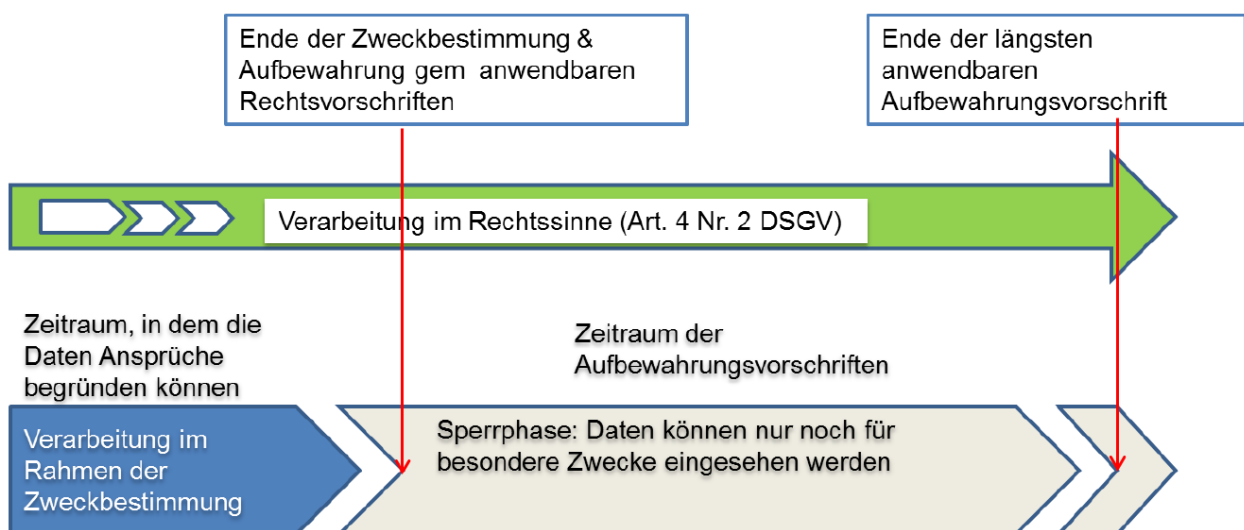 Ende der Zweckbestimmung &
Aufbewahrung gem anwendbaren
Rechtsvorschriften
Ende der längsten
anwendbaren
Aufbewahrungsvorschrift
Verarbeitung im Rechtssinne (Art. 4 Nr. 2 DSGV)
Zeitraum, in dem die
Daten Ansprüche
begründen können
Zeitraum der
Aufbewahrungsvorschriften
Verarbeitung im
Rahmen der
Zweckbestimmung
Sperrphase: Daten können nur noch für
besondere Zwecke eingesehen werden